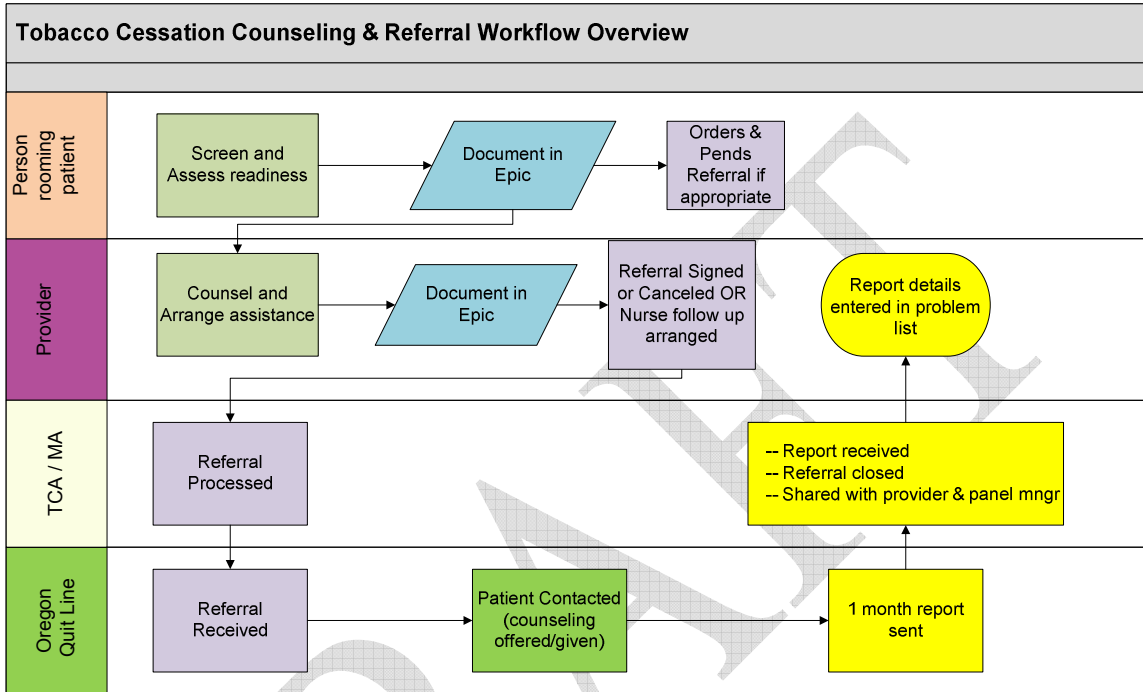 Tobacco Cessation Counseling & Referral Workflow Overview
Person
rooming
patient
Screen and
Assess readiness
Document in
Epic
Orders &
Pends
Referral if
appropriate
Provider
Counsel and
Arrange assistance
Document in
Epic
Referral Signed
or Canceled OR
Nurse follow up
arranged
Report details
entered in problem
list
TCA / MA
Referral
Processed
-- Report received
-- Referral closed
-- Shared with provider & panel mngr
Oregon
Quit Line
Referral
Received
Patient Contacted
(counseling
offered/given)
1 month report
sent
DRAFT